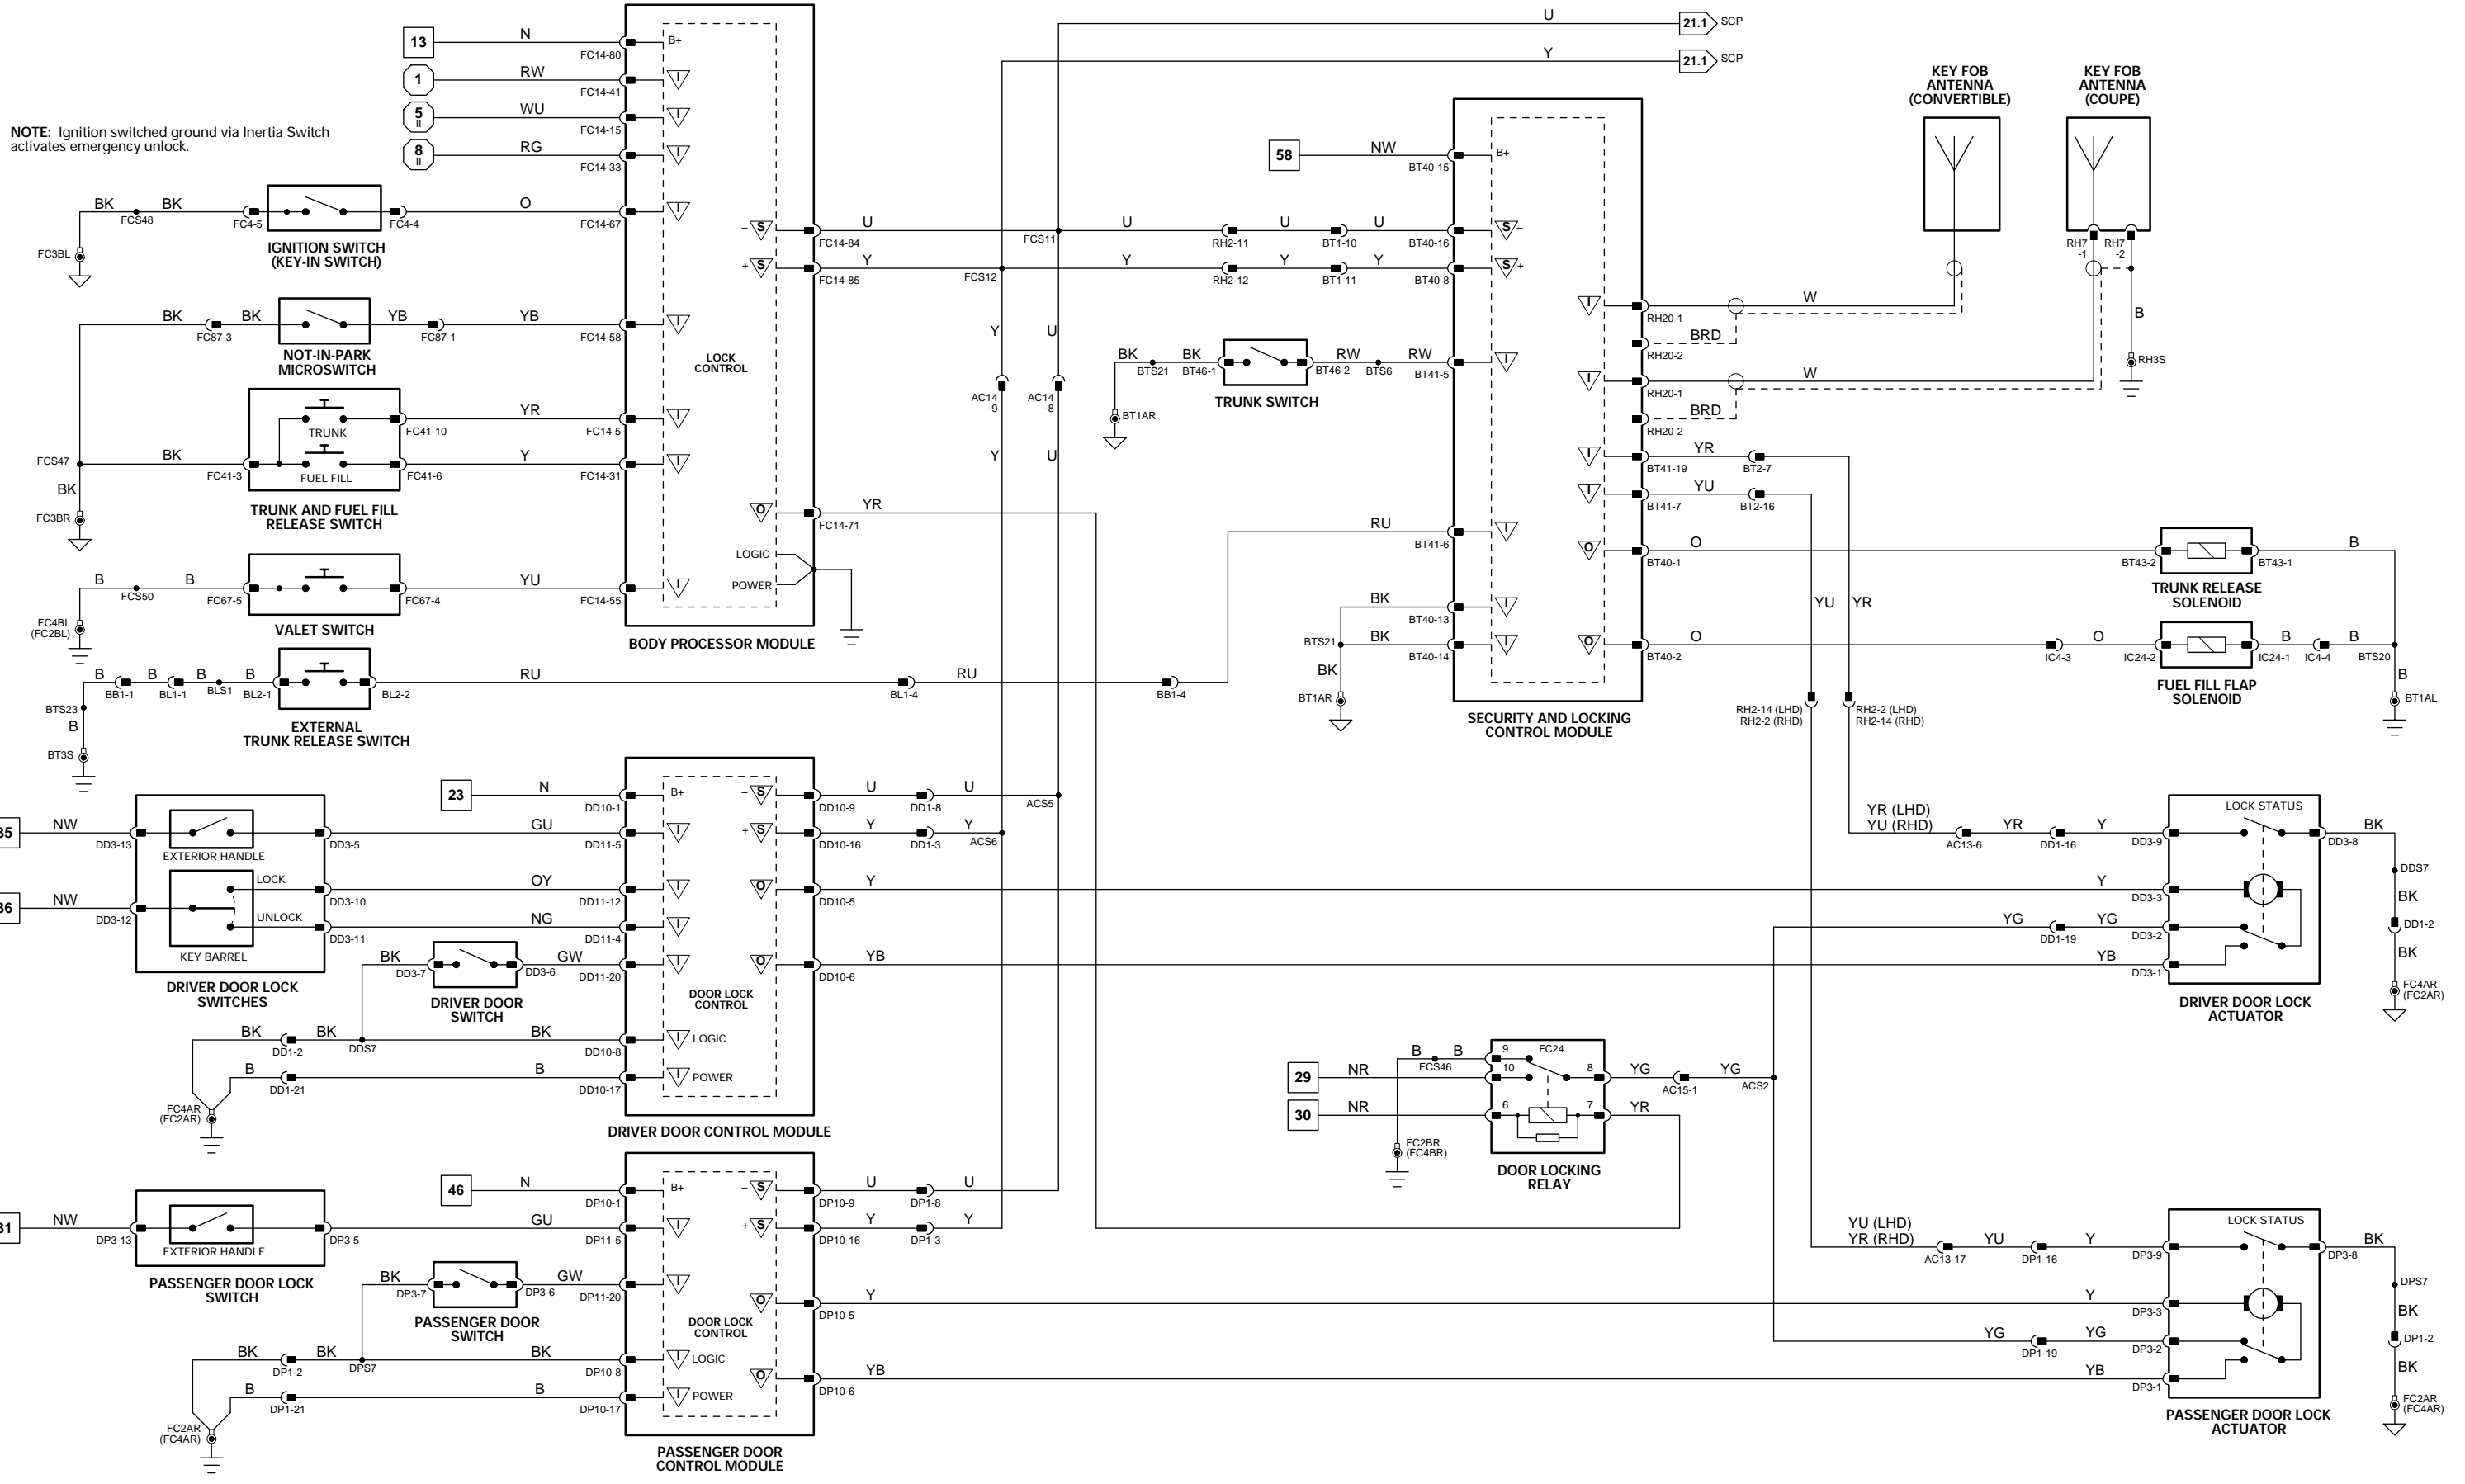 U
21.1 SCP
Y
21.1 SCP
13 N FC14-80 B+
1 RW FC14-41 I
5 II WU FC14-15 I
8 II RG FC14-33 I
NOTE: Ignition switched ground via Inertia Switch
activates emergency unlock.
BK FCS48 BK FC4-5 FC4-4 O FC14-67 I
FC3BL
IGNITION SWITCH
(KEY-IN SWITCH)
BK FC87-3 BK YB FC87-1 YB FC14-58 I
NOT-IN-PARK
MICROSWITCH
LOCK
CONTROL
TRUNK FC41-10 YR FC14-5 I
FCS47 BK FC41-3 FUEL FILL FC41-6 Y FC14-31 I
BK
FC3BR
TRUNK AND FUEL FILL
RELEASE SWITCH
O FC14-71 YR
LOGIC
POWER
B FCS50 B FC67-5 FC67-4 YU FC14-55 I
FC4BL
(FC2BL)
VALET SWITCH
BODY PROCESSOR MODULE
B BB1-1 B BL1-1 B BLS1 B BL2-1 BL2-2 RU BL1-4 RU BB1-4
BTS23
B
BT3S
EXTERNAL
TRUNK RELEASE SWITCH
– S FC14-84 U FCS11 U RH2-11 U BT1-10 U BT40-16 S –
+ S FC14-85 Y FCS12 Y RH2-12 Y BT1-11 Y BT40-8 S +
Y U
AC14
-9
AC14
-8
Y U
58 NW BT40-15 B+
BK BTS21 BK BT46-1 BT46-2 RW BTS6 RW BT41-5 I
BT1AR
TRUNK SWITCH
RU BT41-6 I
BK BT40-13 I
BTS21 BK BT40-14 I
BK
BT1AR
SECURITY AND LOCKING
CONTROL MODULE
KEY FOB
ANTENNA
(CONVERTIBLE)
KEY FOB
ANTENNA
(COUPE)
RH7
-1
RH7
-2
B
RH3S
I RH20-1 W
BRD
RH20-2
I RH20-1 W
BRD
RH20-2
I BT41-19 YR BT2-7
I BT41-7 YU BT2-16
O BT40-1 O BT43-2 BT43-1 B
TRUNK RELEASE
SOLENOID
O BT40-2 O IC4-3 O IC24-2 IC24-1 B IC4-4 B BTS20
FUEL FILL FLAP
SOLENOID
B
BT1AL
YU YR
RH2-14 (LHD)
RH2-2 (RHD)
RH2-2 (LHD)
RH2-14 (RHD)
23 N DD10-1 B+ – S DD10-9 U DD1-8 U ACS5
35 NW DD3-13 EXTERIOR HANDLE DD3-5 GU DD11-5 I + S DD10-16 Y DD1-3 Y ACS6
36 NW DD3-12 LOCK DD3-10 OY DD11-12 I O DD10-5 Y
UNLOCK DD3-11 NG DD11-4 I
KEY BARREL
DRIVER DOOR LOCK
SWITCHES
BK DD3-7 DD3-6 GW DD11-20 I O DD10-6 YB
DRIVER DOOR
SWITCH
DOOR LOCK
CONTROL
BK DD1-2 BK DDS7 BK DD10-8 I LOGIC
B DD1-21 B DD10-17 I POWER
FC4AR
(FC2AR)
DRIVER DOOR CONTROL MODULE
YR (LHD)
YU (RHD)
AC13-6 YR DD1-16 Y DD3-9 LOCK STATUS DD3-8 BK
DDS7
BK
DD1-2
BK
FC4AR
(FC2AR)
Y DD3-3
YG DD1-19 YG DD3-2
YB DD3-1
DRIVER DOOR LOCK
ACTUATOR
B FCS46 B 9 FC24
29 NR 10 8 YG AC15-1 YG ACS2
30 NR 6 7 YR
FC2BR
(FC4BR)
DOOR LOCKING
RELAY
46 N DP10-1 B+ – S DP10-9 U DP1-8 U
31 NW DP3-13 EXTERIOR HANDLE DP3-5 GU DP11-5 I + S DP10-16 Y DP1-3 Y
PASSENGER DOOR LOCK
SWITCH
BK DP3-7 DP3-6 GW DP11-20 I
PASSENGER DOOR
SWITCH
O DP10-5 Y
DOOR LOCK
CONTROL
BK DP1-2 BK DPS7 BK DP10-8 I LOGIC
O DP10-6 YB
B DP1-21 B DP10-17 I POWER
FC2AR
(FC4AR)
PASSENGER DOOR
CONTROL MODULE
YU (LHD)
YR (RHD)
AC13-17 YU DP1-16 Y DP3-9 LOCK STATUS DP3-8 BK
DPS7
BK
DP1-2
BK
FC2AR
(FC4AR)
Y DP3-3
YG DP1-19 YG DP3-2
YB DP3-1
PASSENGER DOOR LOCK
ACTUATOR